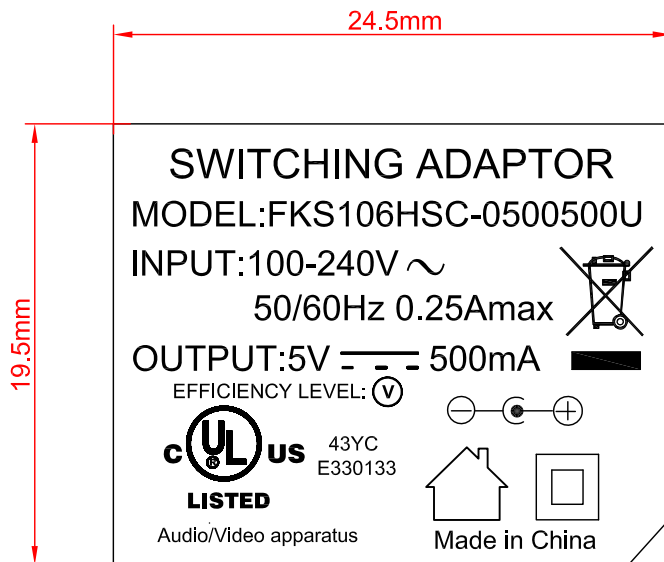 24.5mm
19.5mm
SWITCHING ADAPTOR
MODEL:FKS106HSC-0500500U
INPUT:100-240V ~
50/60Hz 0.25Amax
OUTPUT:5V ⎓ 500mA
EFFICIENCY LEVEL: Ⓥ
C UL ® US
LISTED
43YC
E330133
Audio/Video apparatus
Made in China